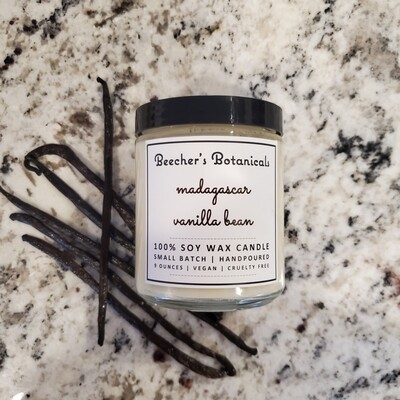 Beecher's Botanicals
madagascar
vanilla bean
100% SOY WAX CANDLE
SMALL BATCH | HANDPOURED
9 OUNCES | VEGAN | CRUELTY FREE